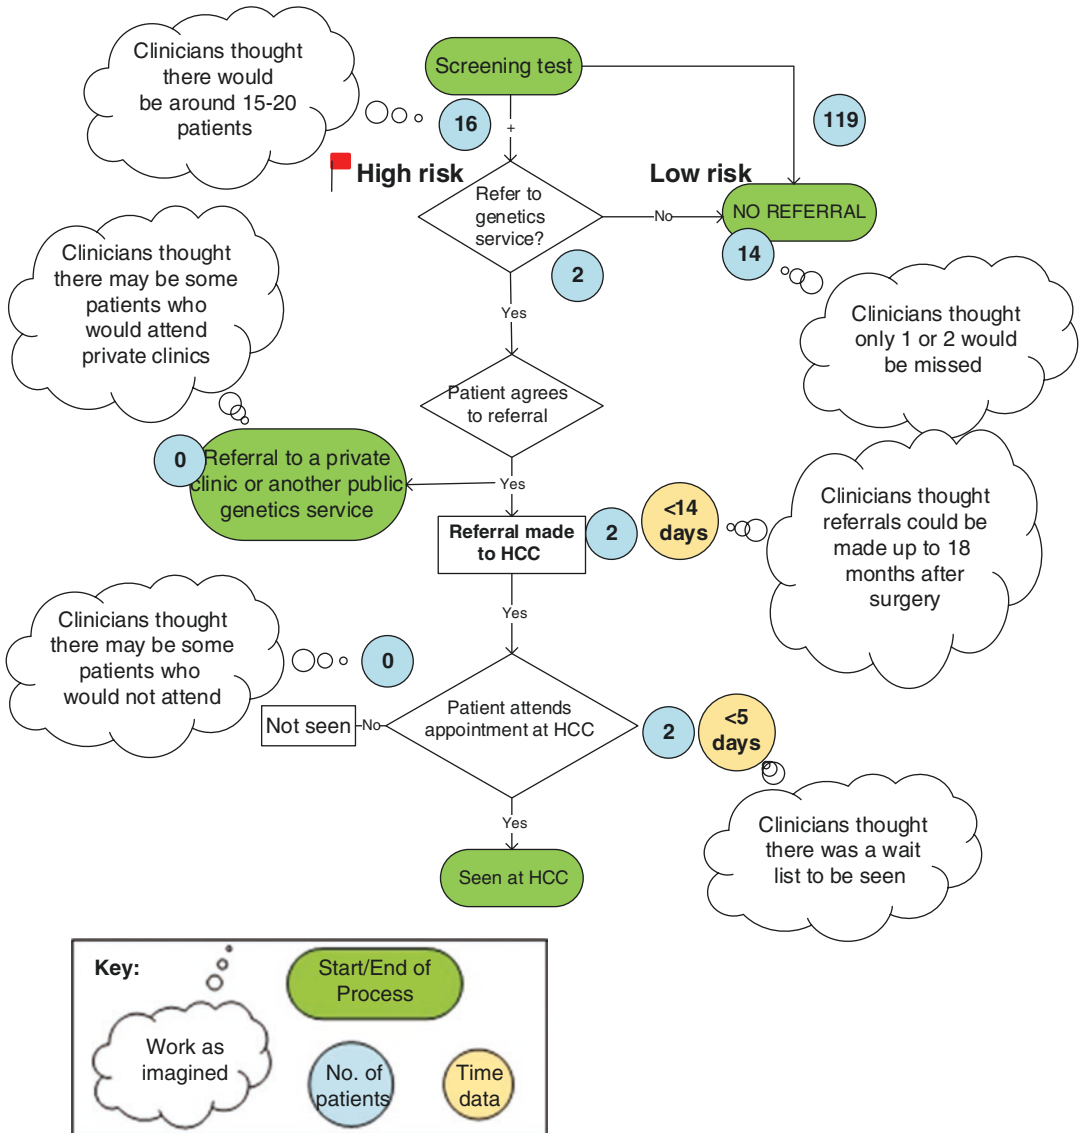 Clinicians thought
there would
be around 15-20
patients
Screening test
16
+
119
High risk
Low risk
Refer to
genetics
service?
No
NO REFERRAL
14
2
Clinicians thought
there may be some
patients who
would attend
private clinics
Yes
Clinicians thought
only 1 or 2 would
be missed
Patient agrees
to referral
0
Referral to a private
clinic or another public
genetics service
Yes
Referral made
to HCC
2
<14
days
Clinicians thought
referrals could be
made up to 18
months after
surgery
Yes
Clinicians thought
there may be some
patients who
would not attend
0
Not seen
No
Patient attends
appointment at HCC
2
<5
days
Yes
Clinicians thought
there was a wait
list to be seen
Seen at HCC
Key:
Start/End of
Process
Work as
imagined
No. of
patients
Time
data